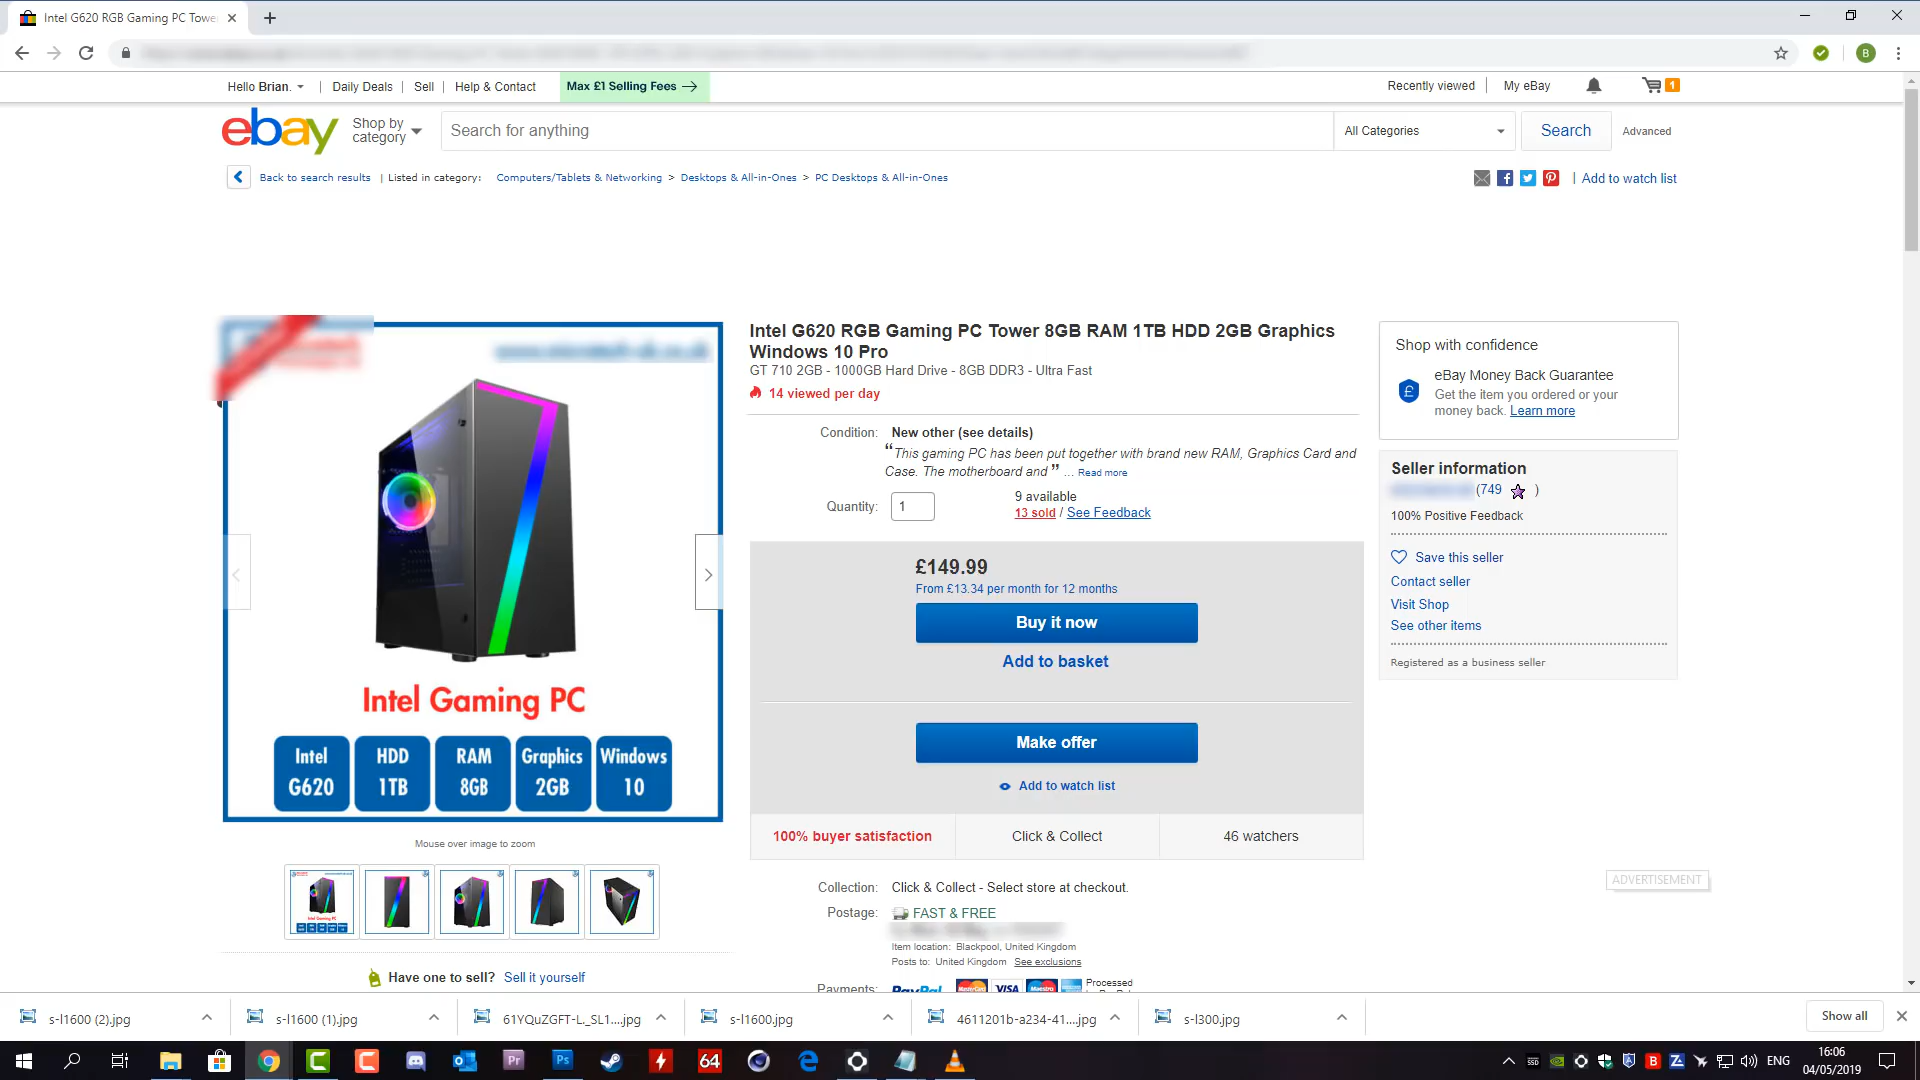 Intel G620 RGB Gaming PC Towe
Hello Brian.
Daily Deals
Sell
Help & Contact
Max £1 Selling Fees
Recently viewed
My eBay
1
ebay
Shop by
category
Search for anything
All Categories
Search
Advanced
Back to search results | Listed in category:
Computers/Tablets & Networking > Desktops & All-in-Ones > PC Desktops & All-in-Ones
Add to watch list
Intel Gaming PC
Intel
G620
HDD
1TB
RAM
8GB
Graphics
2GB
Windows
10
Mouse over image to zoom
Have one to sell? Sell it yourself
Intel G620 RGB Gaming PC Tower 8GB RAM 1TB HDD 2GB Graphics
Windows 10 Pro
GT 710 2GB - 1000GB Hard Drive - 8GB DDR3 - Ultra Fast
14 viewed per day
Condition: New other (see details)
“This gaming PC has been put together with brand new RAM, Graphics Card and
Case. The motherboard and ” ... Read more
Quantity: 1
9 available
13 sold / See Feedback
£149.99
From £13.34 per month for 12 months
Buy it now
Add to basket
Make offer
Add to watch list
100% buyer satisfaction
Click & Collect
46 watchers
Collection: Click & Collect - Select store at checkout.
Postage: FAST & FREE
Item location: Blackpool, United Kingdom
Posts to: United Kingdom See exclusions
Payments: PayPal MasterCard VISA Maestro
Processed
Shop with confidence
eBay Money Back Guarantee
Get the item you ordered or your
money back. Learn more
Seller information
(749 )
100% Positive Feedback
Save this seller
Contact seller
Visit Shop
See other items
Registered as a business seller
ADVERTISEMENT
s-l1600 (2).jpg
s-l1600 (1).jpg
61YQuZGFT-L._SL1....jpg
s-l1600.jpg
4611201b-a234-41....jpg
s-l300.jpg
Show all
Pr
Ps
64
SSD
B
ENG
16:06
04/05/2019